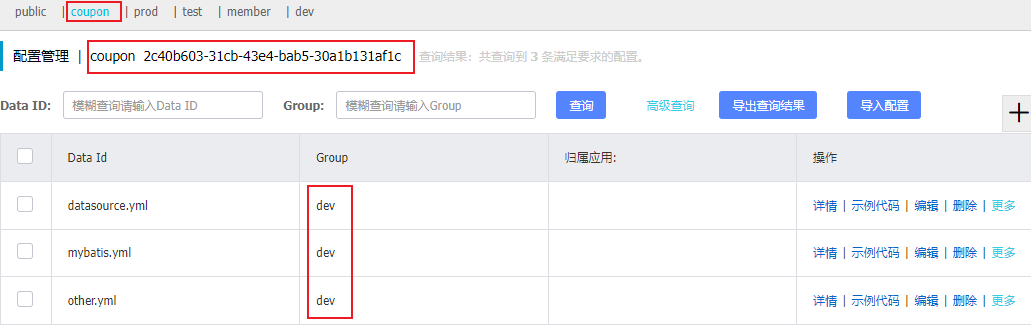 public | coupon | prod | test | member | dev
配置管理 | coupon 2c40b603-31cb-43e4-bab5-30a1b131af1c 查询结果：共查询到 3 条满足要求的配置。
Data ID: 模糊查询请输入Data ID Group: 模糊查询请输入Group 查询 高级查询 导出查询结果 导入配置 +
Data Id Group 归属应用: 操作
datasource.yml dev 详情 | 示例代码 | 编辑 | 删除 | 更多
mybatis.yml dev 详情 | 示例代码 | 编辑 | 删除 | 更多
other.yml dev 详情 | 示例代码 | 编辑 | 删除 | 更多